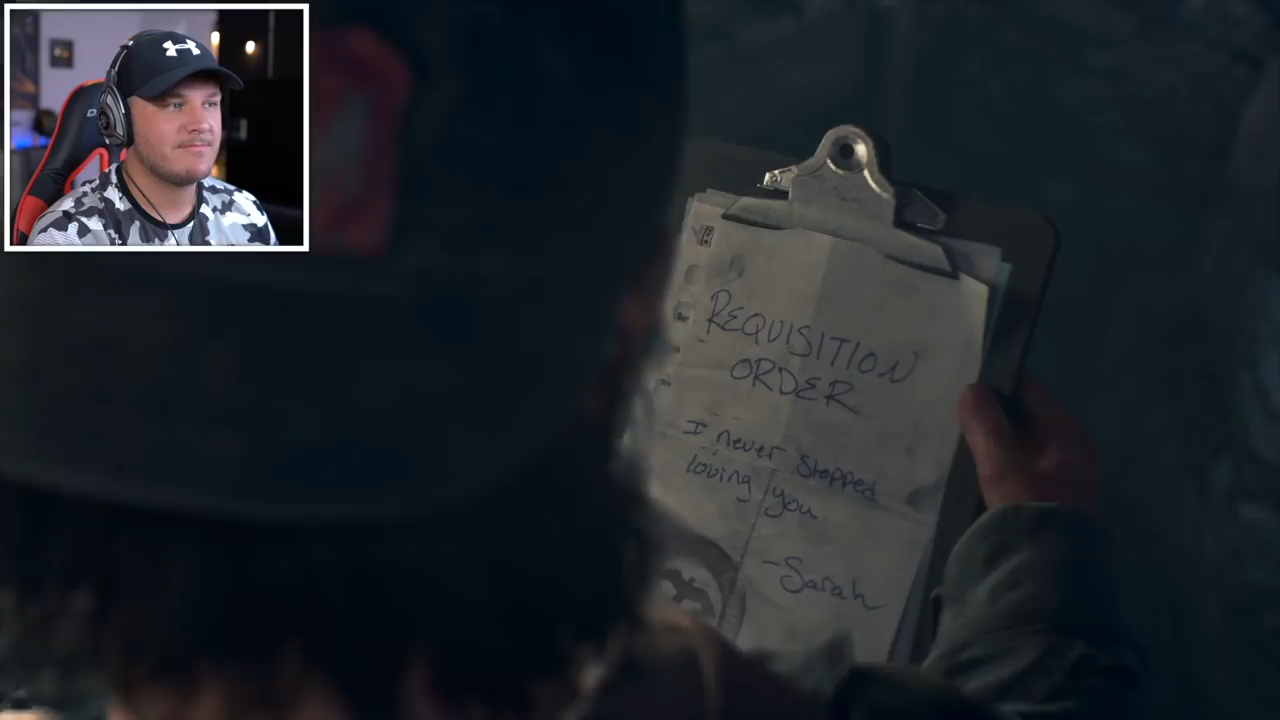 REQUISITION
ORDER
I never stopped
loving you.
-Sarah